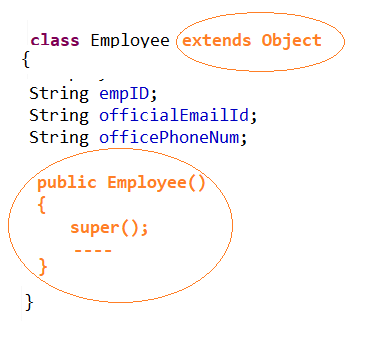 class Employee extends Object
{
String empID;
String officialEmailId;
String officePhoneNum;
public Employee()
{
super();
----
}
}